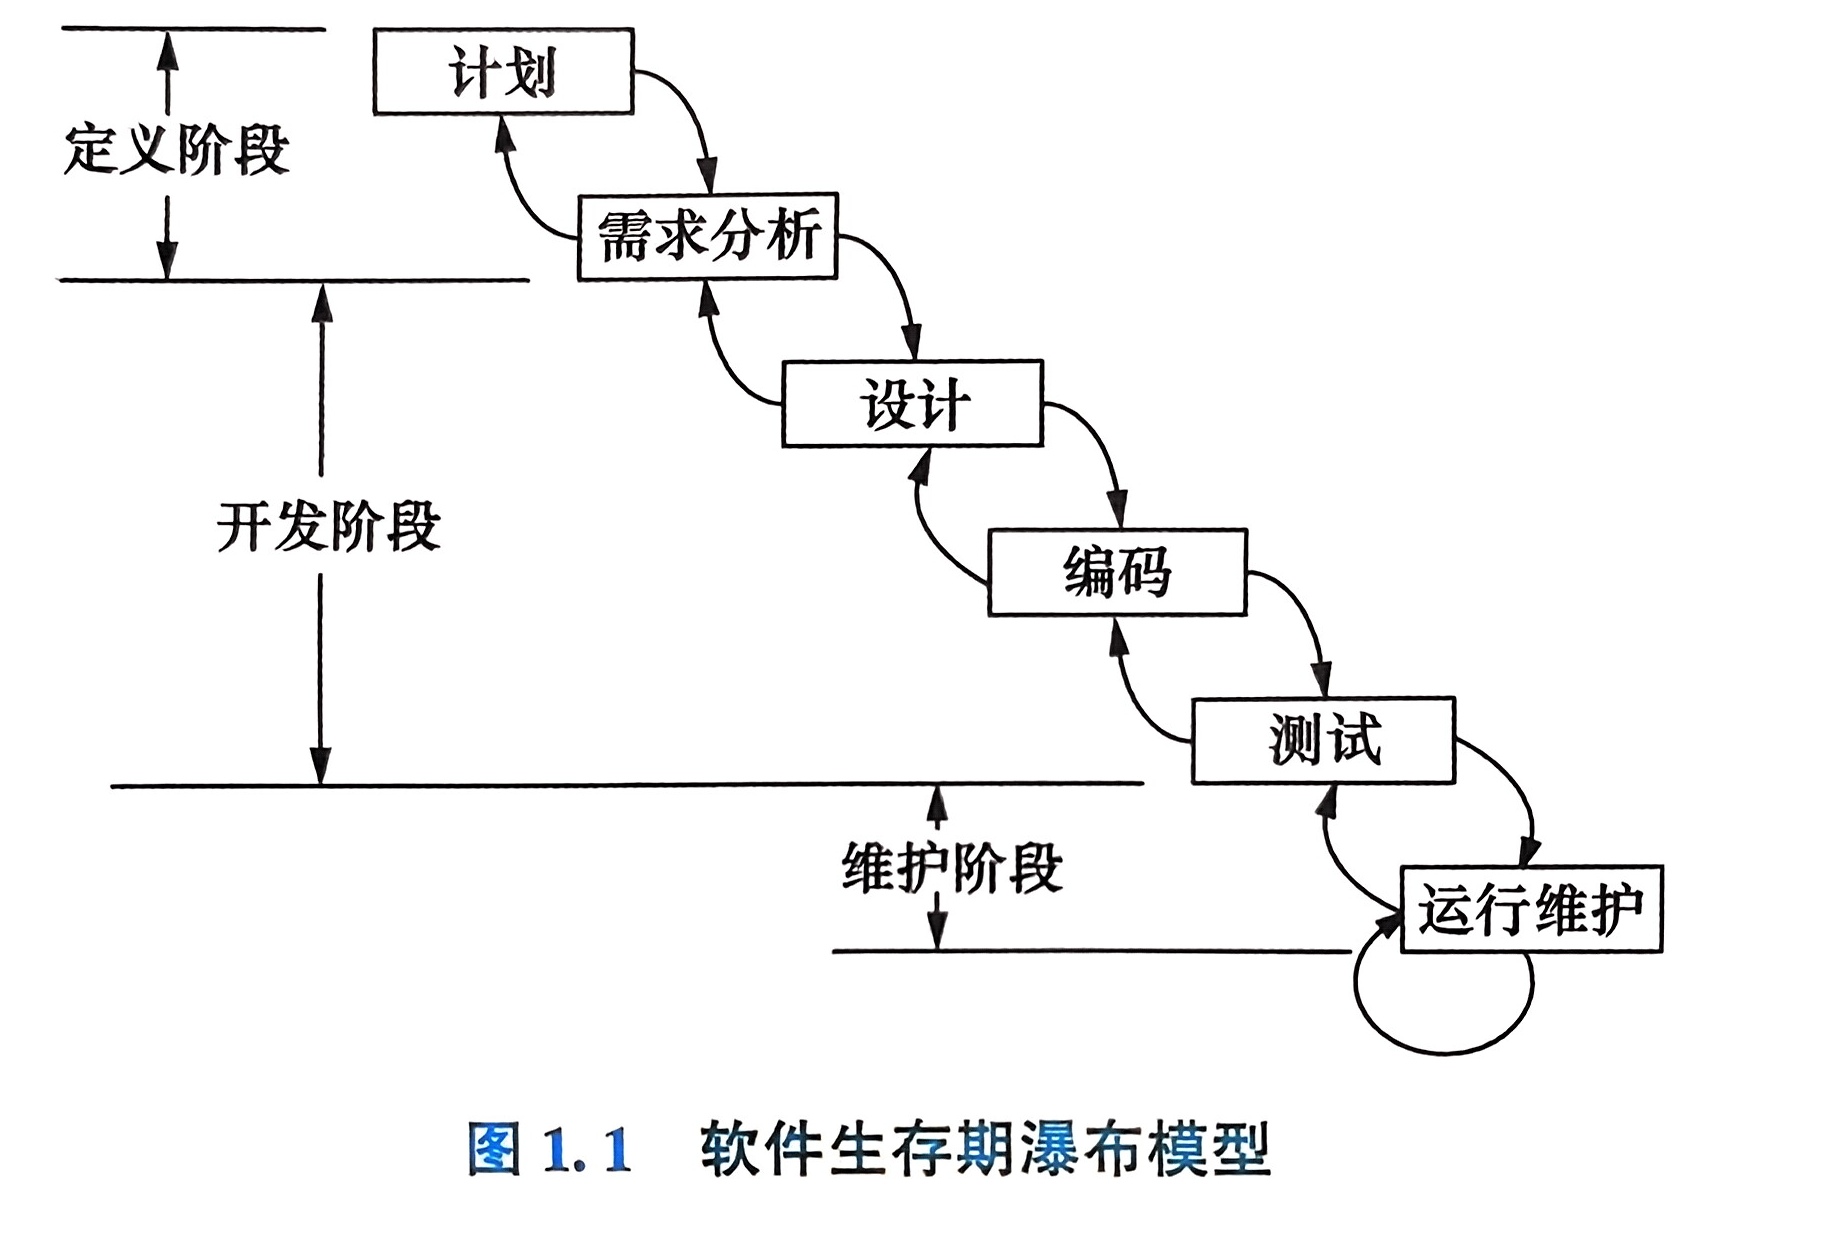 计划
定义阶段
需求分析
设计
开发阶段
编码
测试
维护阶段
运行维护
图 1.1 软件生存期瀑布模型